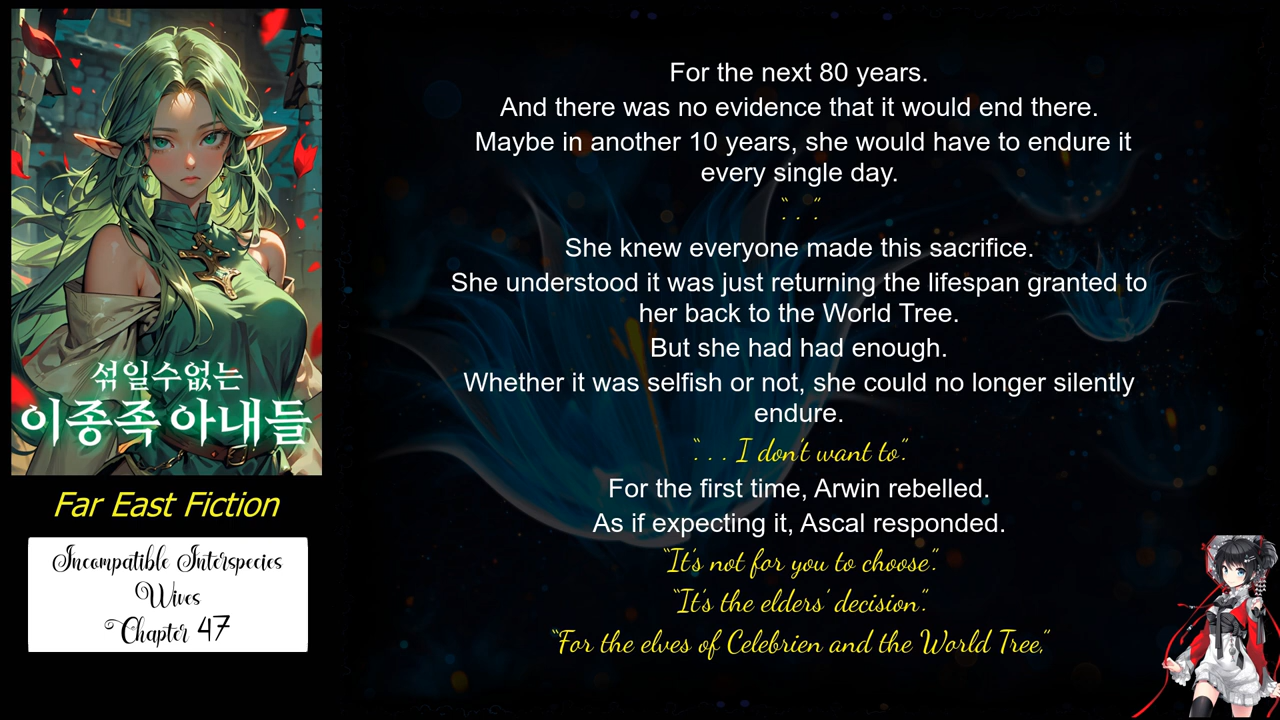 섞일수없는
이종족 아내들
Far East Fiction
Incompatible Interspecies
Wives
Chapter 47
For the next 80 years.
And there was no evidence that it would end there.
Maybe in another 10 years, she would have to endure it
every single day.
“. . .”
She knew everyone made this sacrifice.
She understood it was just returning the lifespan granted to
her back to the World Tree.
But she had had enough.
Whether it was selfish or not, she could no longer silently
endure.
“. . . I don't want to”.
For the first time, Arwin rebelled.
As if expecting it, Ascal responded.
“It's not for you to choose”.
“It's the elders' decision”.
“For the elves of Celebrien and the World Tree,”